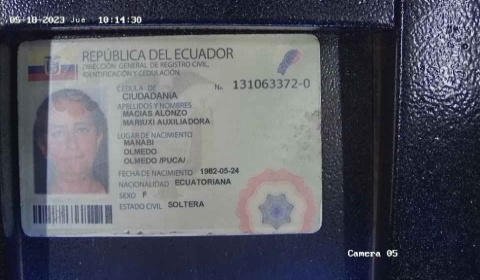 05-18-2023 Jue 10:14:30
REPÚBLICA DEL ECUADOR
DIRECCIÓN GENERAL DE REGISTRO CIVIL,
IDENTIFICACIÓN Y CEDULACIÓN
CÉDULA DE
CIUDADANÍA
No. 131063372-0
APELLIDOS Y NOMBRES
MACIAS ALONZO
MARIUXI AUXILIADORA
LUGAR DE NACIMIENTO
MANABI
OLMEDO
OLMEDO /PUCA/
FECHA DE NACIMIENTO 1982-05-24
NACIONALIDAD ECUATORIANA
SEXO F
ESTADO CIVIL SOLTERA
Camera 05